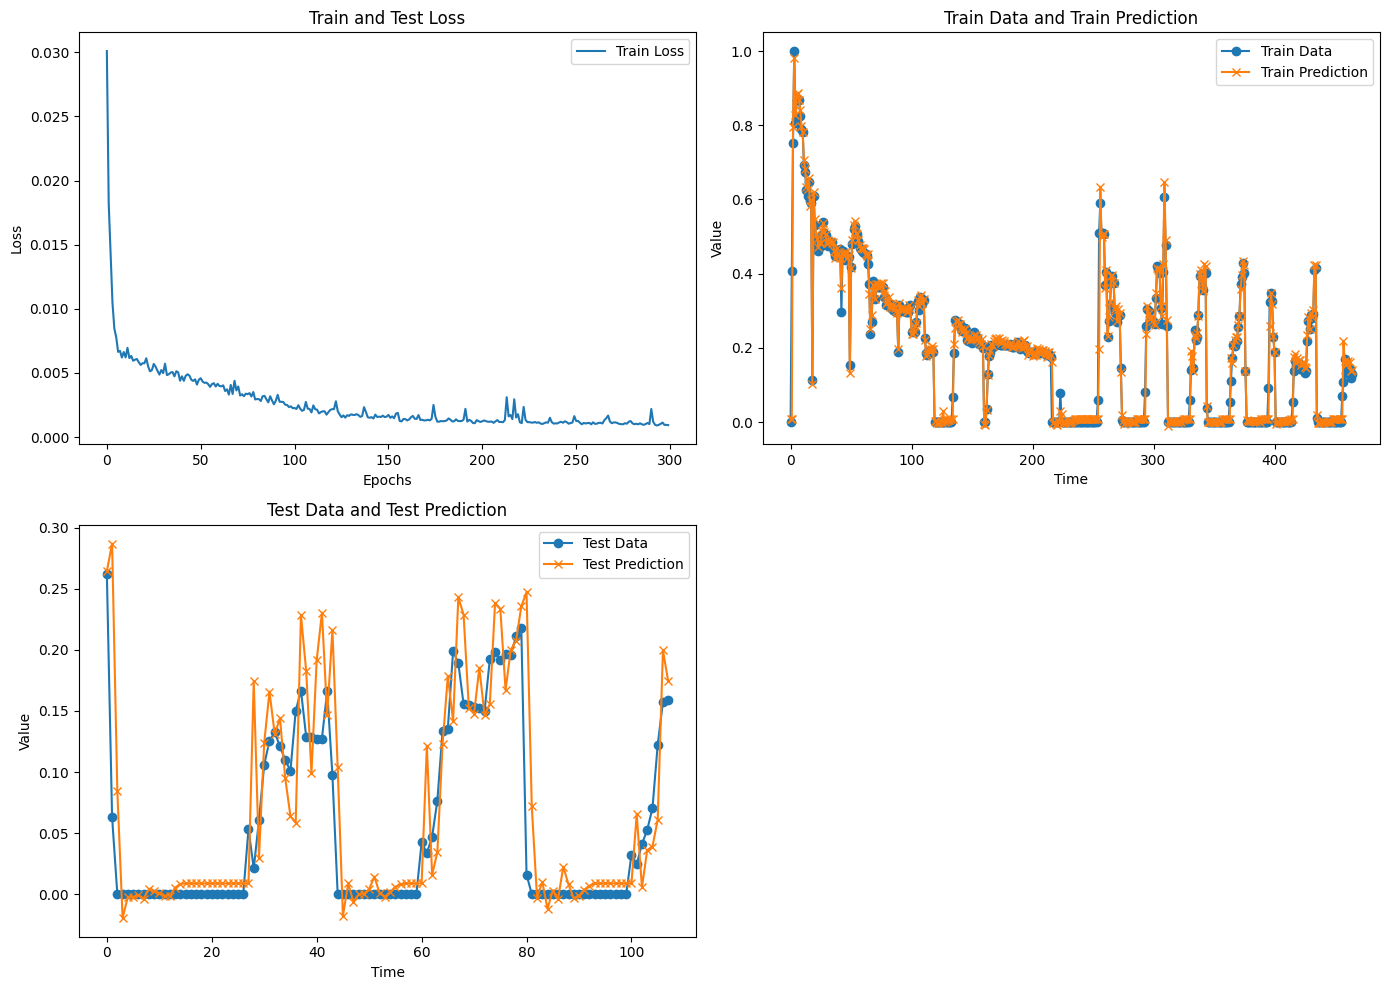 Train and Test Loss
0.030
0.025
0.020
0.015
0.010
0.005
0.000
Loss
Train Loss
0 50 100 150 200 250 300
Epochs
Train Data and Train Prediction
1.0
0.8
0.6
0.4
0.2
0.0
Value
Train Data
Train Prediction
0 100 200 300 400
Time
Test Data and Test Prediction
0.30
0.25
0.20
0.15
0.10
0.05
0.00
Value
Test Data
Test Prediction
0 20 40 60 80 100
Time